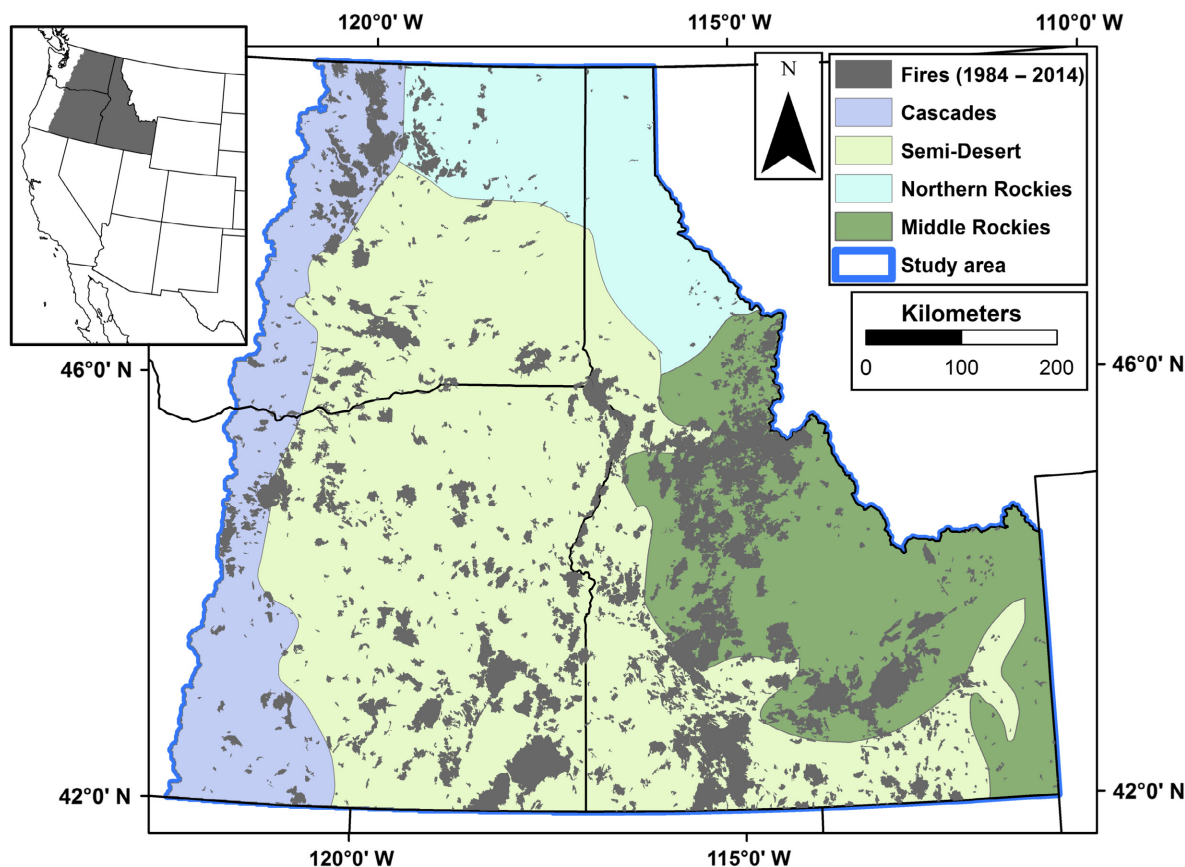 120°0' W
115°0' W
110°0' W
N
Fires (1984 – 2014)
Cascades
Semi-Desert
Northern Rockies
Middle Rockies
Study area
Kilometers
0 100 200
46°0' N
46°0' N
42°0' N
42°0' N
120°0' W
115°0' W